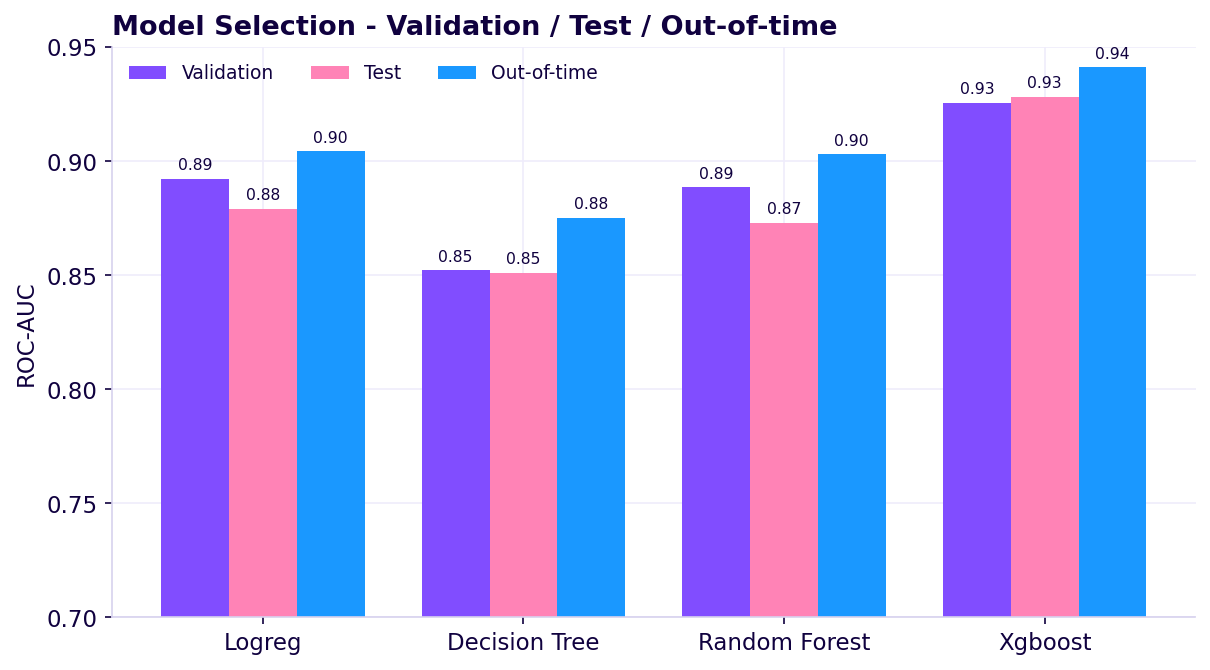 Model Selection - Validation / Test / Out-of-time
Validation Test Out-of-time
ROC-AUC
0.95
0.90
0.85
0.80
0.75
0.70
0.89 0.88 0.90
0.85 0.85 0.88
0.89 0.87 0.90
0.93 0.93 0.94
Logreg Decision Tree Random Forest Xgboost